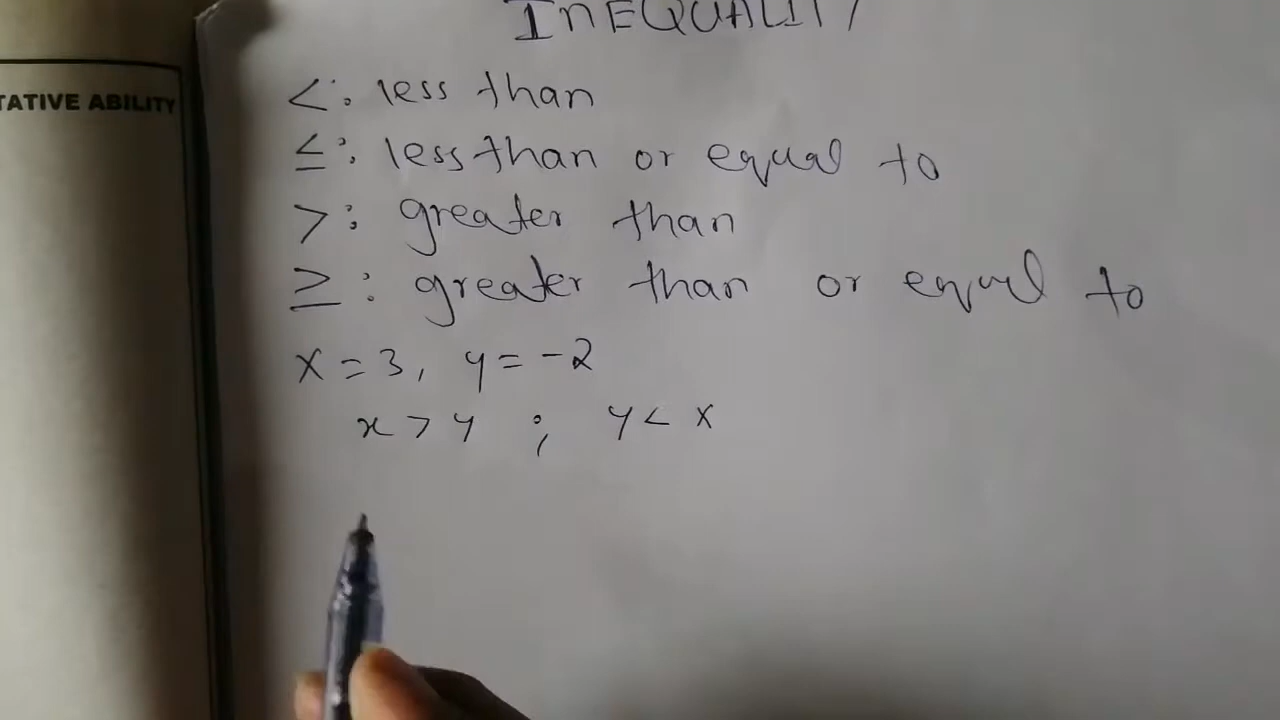 INEQUALITY
TATIVE ABILITY
<: less than
≤: less than or equal to
>: greater than
≥: greater than or equal to
x = 3, y = -2
x > y ; y < x